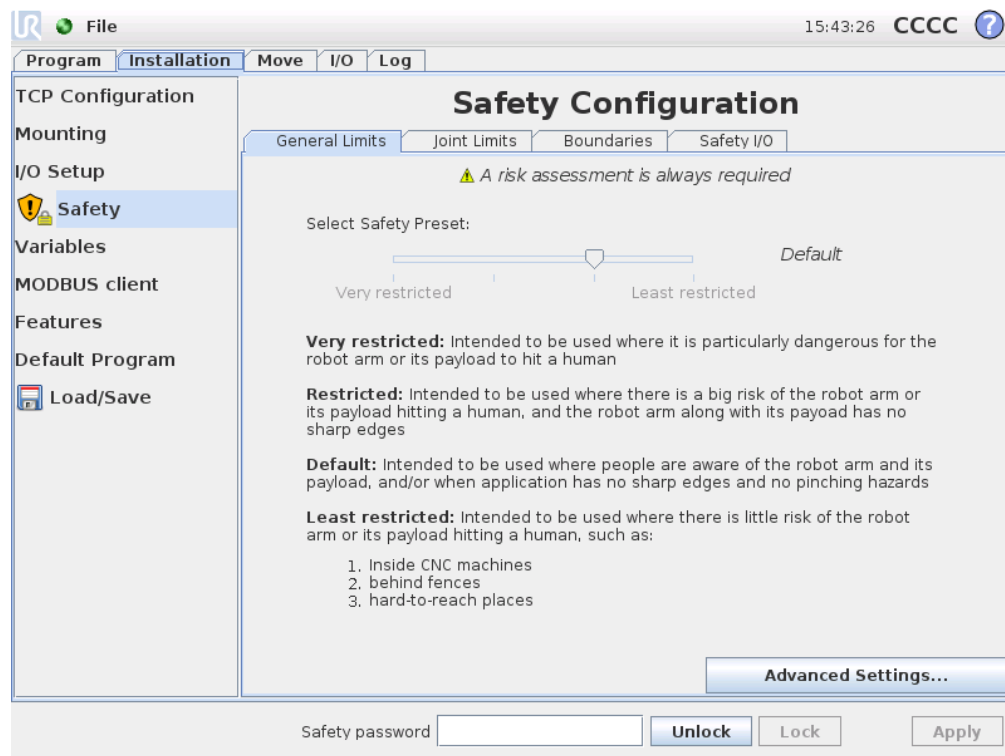 UR File 15:43:26 CCCC ?
Program Installation Move I/O Log
TCP Configuration
Mounting
I/O Setup
Safety
Variables
MODBUS client
Features
Default Program
Load/Save
Safety Configuration
General Limits Joint Limits Boundaries Safety I/O
A risk assessment is always required
Select Safety Preset:
Default
Very restricted Least restricted
Very restricted: Intended to be used where it is particularly dangerous for the
robot arm or its payload to hit a human
Restricted: Intended to be used where there is a big risk of the robot arm or
its payload hitting a human, and the robot arm along with its payoad has no
sharp edges
Default: Intended to be used where people are aware of the robot arm and its
payload, and/or when application has no sharp edges and no pinching hazards
Least restricted: Intended to be used where there is little risk of the robot
arm or its payload hitting a human, such as:
1. Inside CNC machines
2. behind fences
3. hard-to-reach places
Advanced Settings...
Safety password Unlock Lock Apply